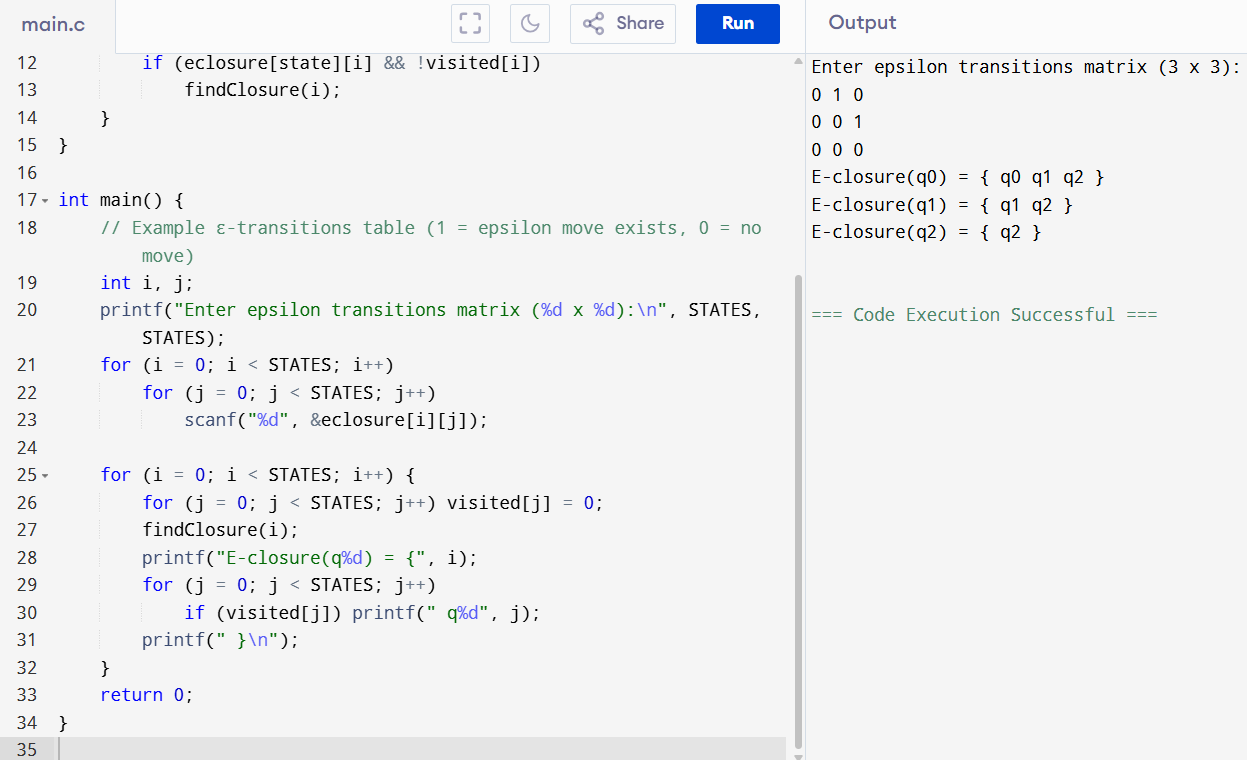 main.c
Share
Run
Output
12 if (eclosure[state][i] && !visited[i])
13 findClosure(i);
14 }
15 }
16
17 int main() {
18 // Example ε-transitions table (1 = epsilon move exists, 0 = no
move)
19 int i, j;
20 printf("Enter epsilon transitions matrix (%d x %d):\n", STATES,
STATES);
21 for (i = 0; i < STATES; i++)
22 for (j = 0; j < STATES; j++)
23 scanf("%d", &eclosure[i][j]);
24
25 for (i = 0; i < STATES; i++) {
26 for (j = 0; j < STATES; j++) visited[j] = 0;
27 findClosure(i);
28 printf("E-closure(q%d) = {", i);
29 for (j = 0; j < STATES; j++)
30 if (visited[j]) printf(" q%d", j);
31 printf(" }\n");
32 }
33 return 0;
34 }
35
Enter epsilon transitions matrix (3 x 3):
0 1 0
0 0 1
0 0 0
E-closure(q0) = { q0 q1 q2 }
E-closure(q1) = { q1 q2 }
E-closure(q2) = { q2 }
=== Code Execution Successful ===